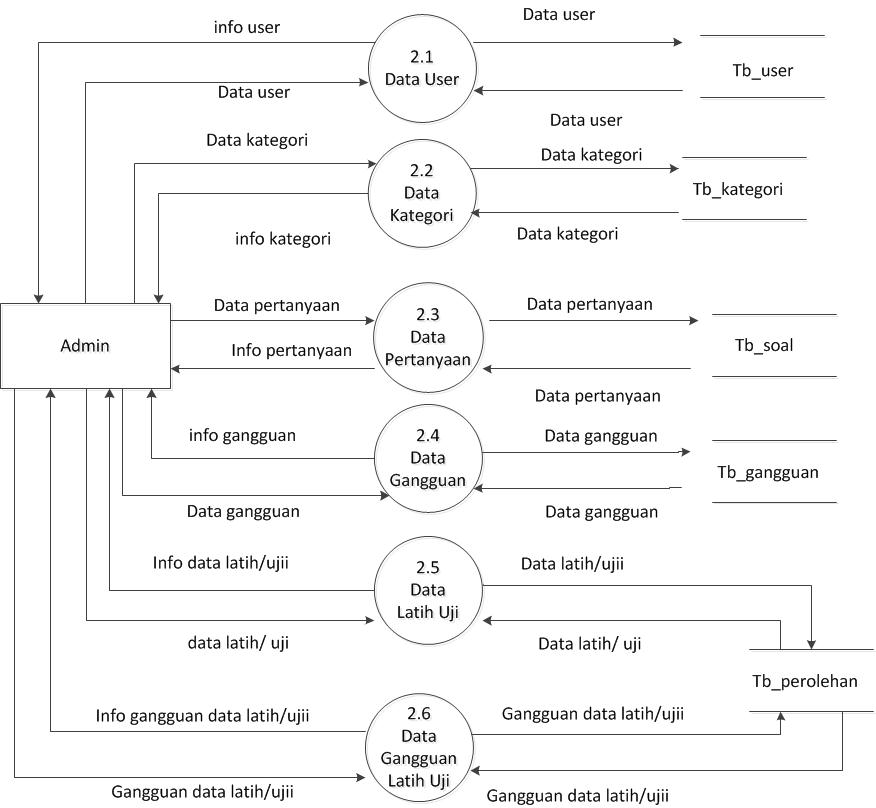 Data user
info user
2.1
Data User
Tb_user
Data user
Data user
Data kategori
Data kategori
2.2
Data
Kategori
Tb_kategori
info kategori
Data kategori
Data pertanyaan
Data pertanyaan
2.3
Data
Pertanyaan
Admin
Info pertanyaan
Tb_soal
Data pertanyaan
info gangguan
2.4
Data
Gangguan
Data gangguan
Tb_gangguan
Data gangguan
Data gangguan
Info data latih/ujii
2.5
Data
Latih Uji
Data latih/ujii
data latih/ uji
Data latih/ uji
Tb_perolehan
Info gangguan data latih/ujii
2.6
Data
Gangguan
Latih Uji
Gangguan data latih/ujii
Gangguan data latih/ujii
Gangguan data latih/ujii